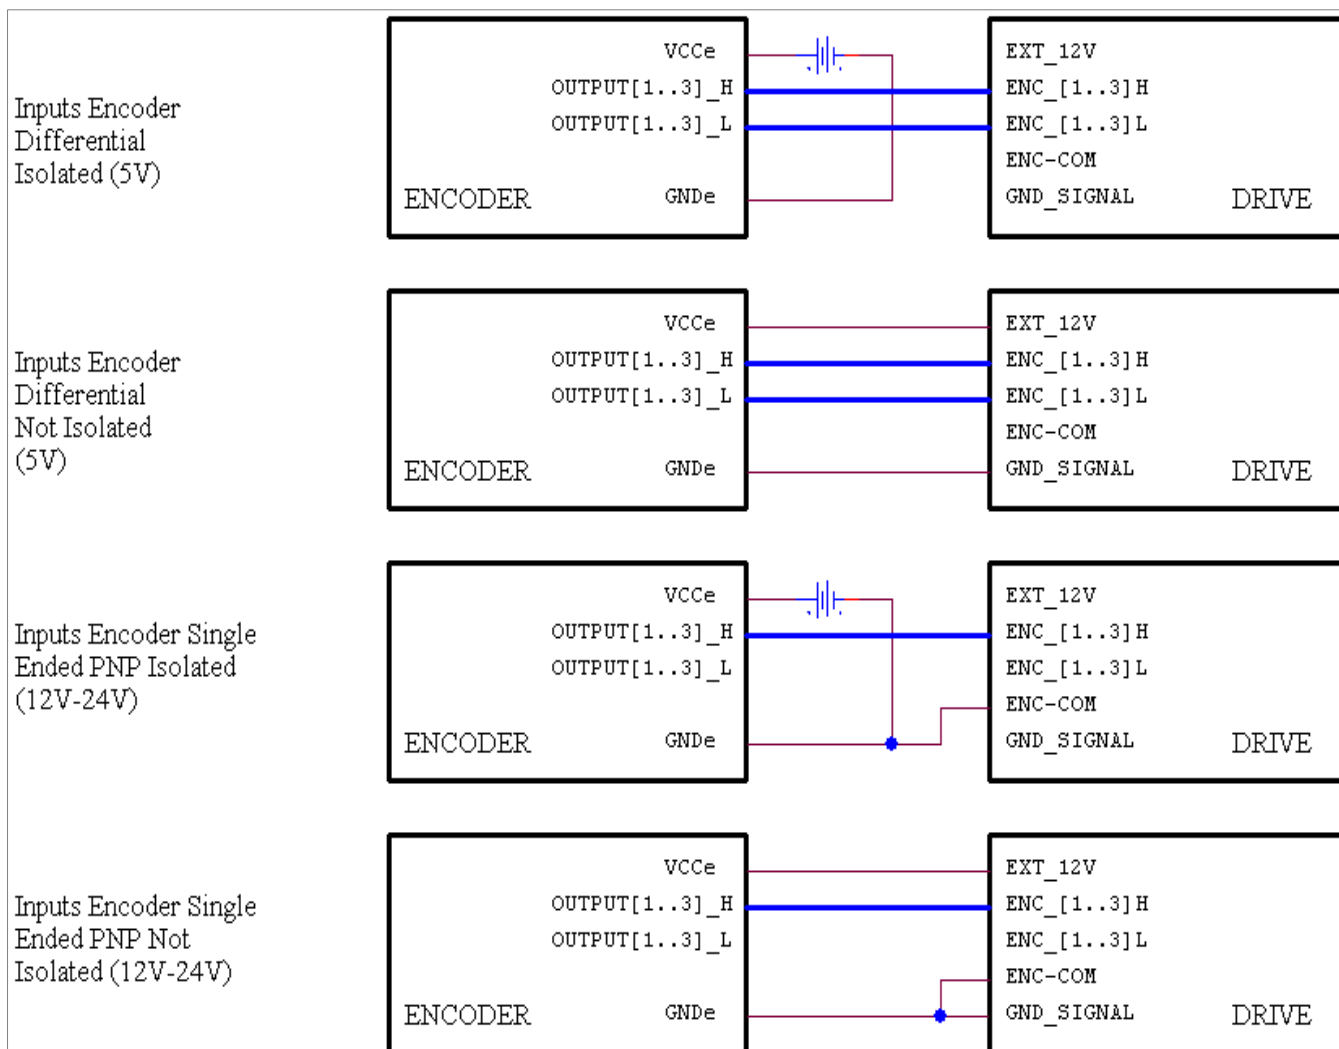 Inputs Encoder
Differential
Isolated (5V)
VCCe
OUTPUT[1..3]_H
OUTPUT[1..3]_L
GNDe
ENCODER
EXT_12V
ENC_[1..3]H
ENC_[1..3]L
ENC-COM
GND_SIGNAL
DRIVE
Inputs Encoder
Differential
Not Isolated
(5V)
VCCe
OUTPUT[1..3]_H
OUTPUT[1..3]_L
GNDe
ENCODER
EXT_12V
ENC_[1..3]H
ENC_[1..3]L
ENC-COM
GND_SIGNAL
DRIVE
Inputs Encoder Single
Ended PNP Isolated
(12V-24V)
VCCe
OUTPUT[1..3]_H
OUTPUT[1..3]_L
GNDe
ENCODER
EXT_12V
ENC_[1..3]H
ENC_[1..3]L
ENC-COM
GND_SIGNAL
DRIVE
Inputs Encoder Single
Ended PNP Not
Isolated (12V-24V)
VCCe
OUTPUT[1..3]_H
OUTPUT[1..3]_L
GNDe
ENCODER
EXT_12V
ENC_[1..3]H
ENC_[1..3]L
ENC-COM
GND_SIGNAL
DRIVE